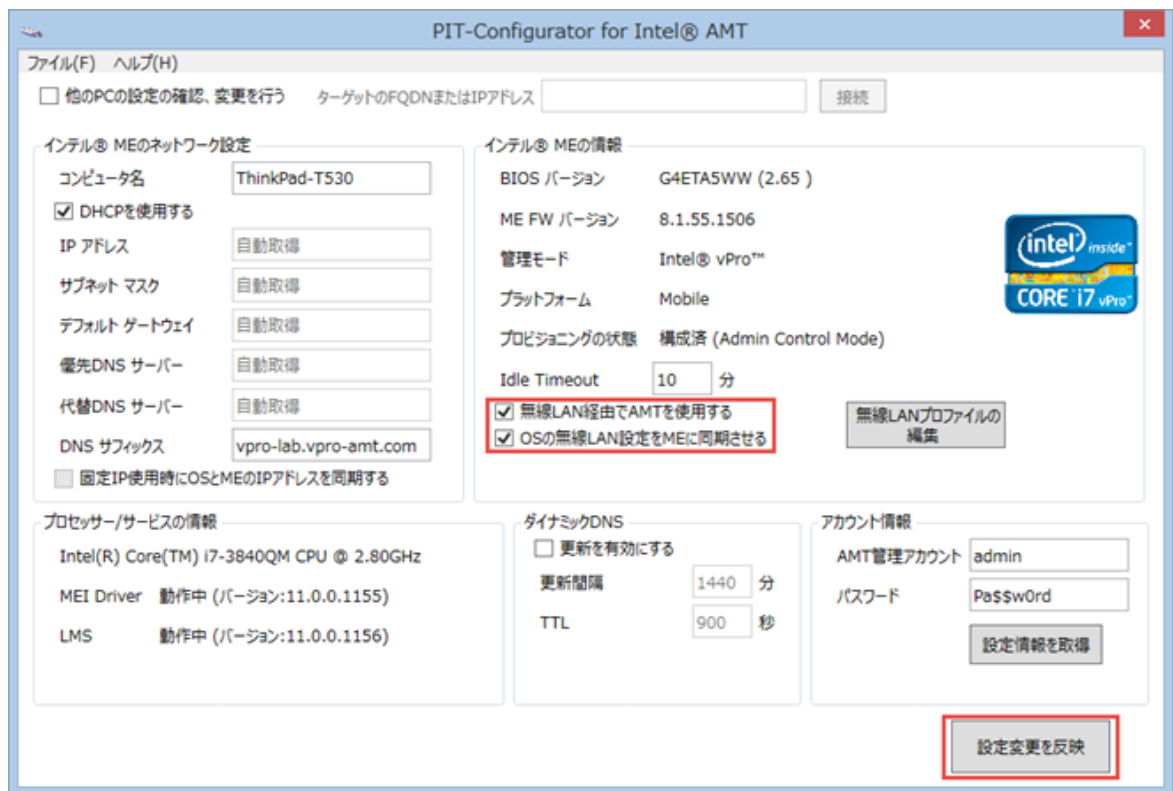 PIT-Configurator for Intel® AMT
ファイル(F) ヘルプ(H)
他のPCの設定の確認、変更を行う ターゲットのFQDNまたはIPアドレス 接続
インテル® MEのネットワーク設定
コンピュータ名 ThinkPad-T530
DHCPを使用する
IP アドレス 自動取得
サブネット マスク 自動取得
デフォルト ゲートウェイ 自動取得
優先DNS サーバー 自動取得
代替DNS サーバー 自動取得
DNS サフィックス vpro-lab.vpro-amt.com
固定IP使用時にOSとMEのIPアドレスを同期する
インテル® MEの情報
BIOS バージョン G4ETA5WW (2.65 )
ME FW バージョン 8.1.55.1506
管理モード Intel® vPro™
プラットフォーム Mobile
プロビジョニングの状態 構成済 (Admin Control Mode)
Idle Timeout 10 分
無線LAN経由でAMTを使用する
OSの無線LAN設定をMEに同期させる
無線LANプロファイルの
編集
intel inside™
CORE i7 vPro™
プロセッサー/サービスの情報
Intel(R) Core(TM) i7-3840QM CPU @ 2.80GHz
MEI Driver 動作中 (バージョン:11.0.0.1155)
LMS 動作中 (バージョン:11.0.0.1156)
ダイナミックDNS
更新を有効にする
更新間隔 1440 分
TTL 900 秒
アカウント情報
AMT管理アカウント admin
パスワード Pa$$w0rd
設定情報を取得
設定変更を反映